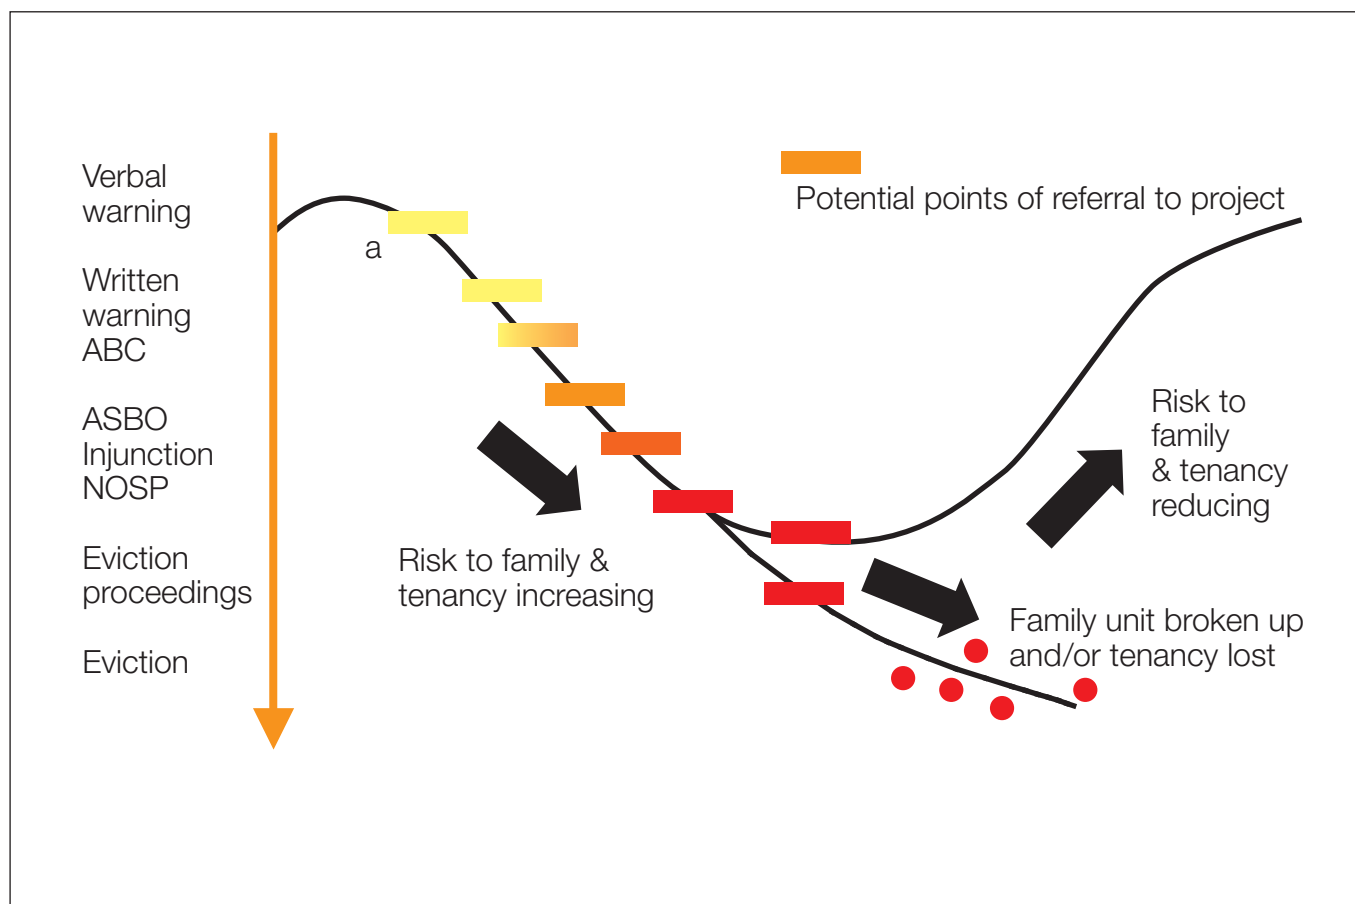 Verbal
warning
Written
warning
ABC
ASBO
Injunction
NOSP
Eviction
proceedings
Eviction
a
Potential points of referral to project
Risk to family &
tenancy increasing
Risk to
family
& tenancy
reducing
Family unit broken up
and/or tenancy lost